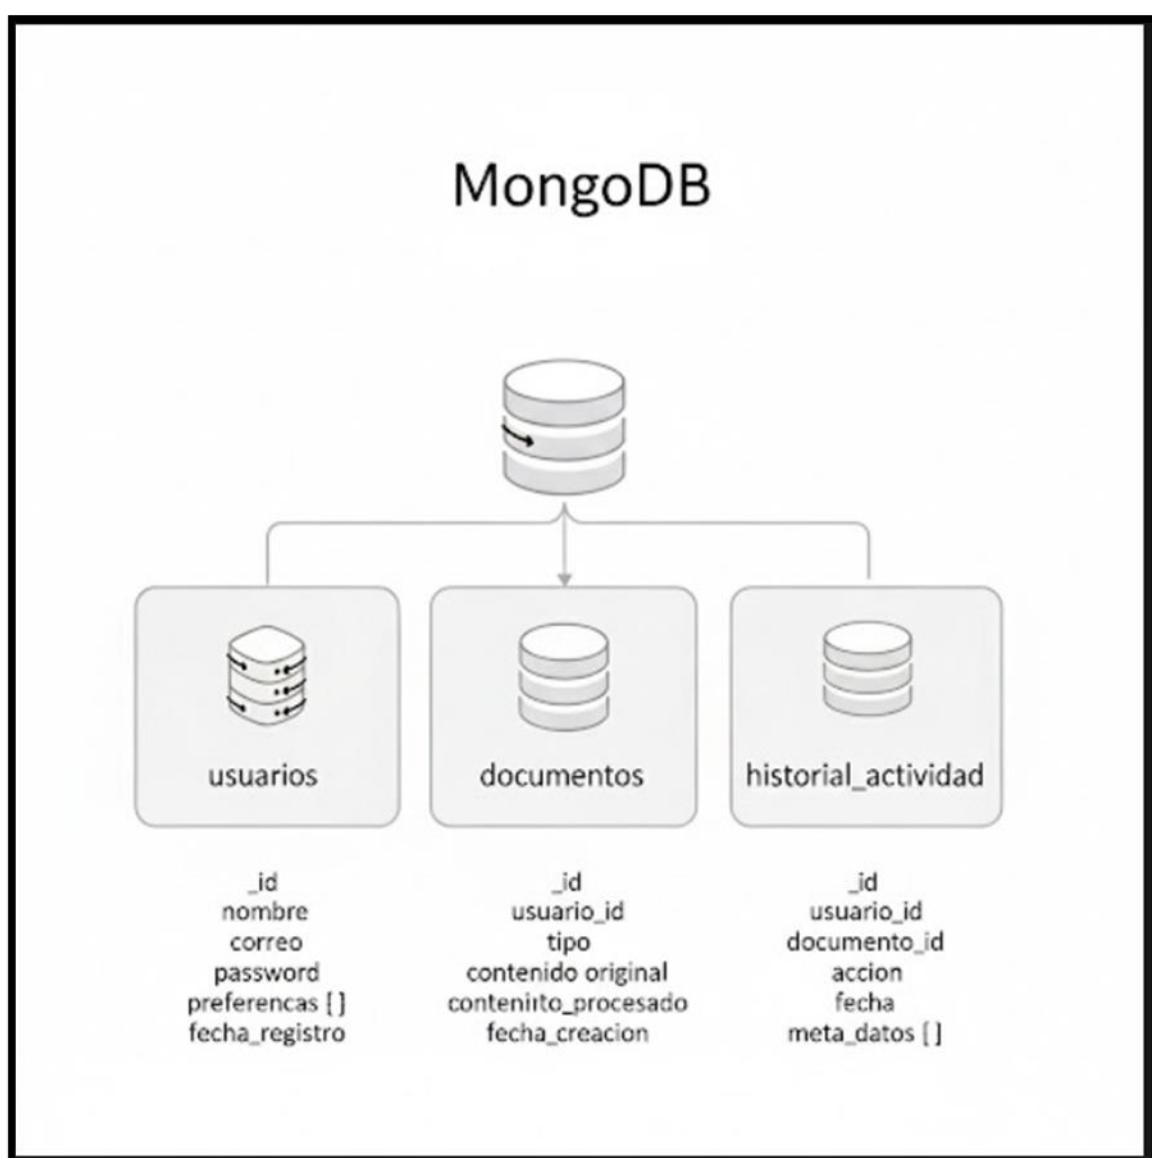 MongoDB
usuarios
documentos
historial_actividad
_id
nombre
correo
password
preferencas [ ]
fecha_registro
_id
usuario_id
tipo
contenido original
conteniıto_procesado
fecha_creacion
_id
usuario_id
documento_id
accion
fecha
meta_datos [ ]